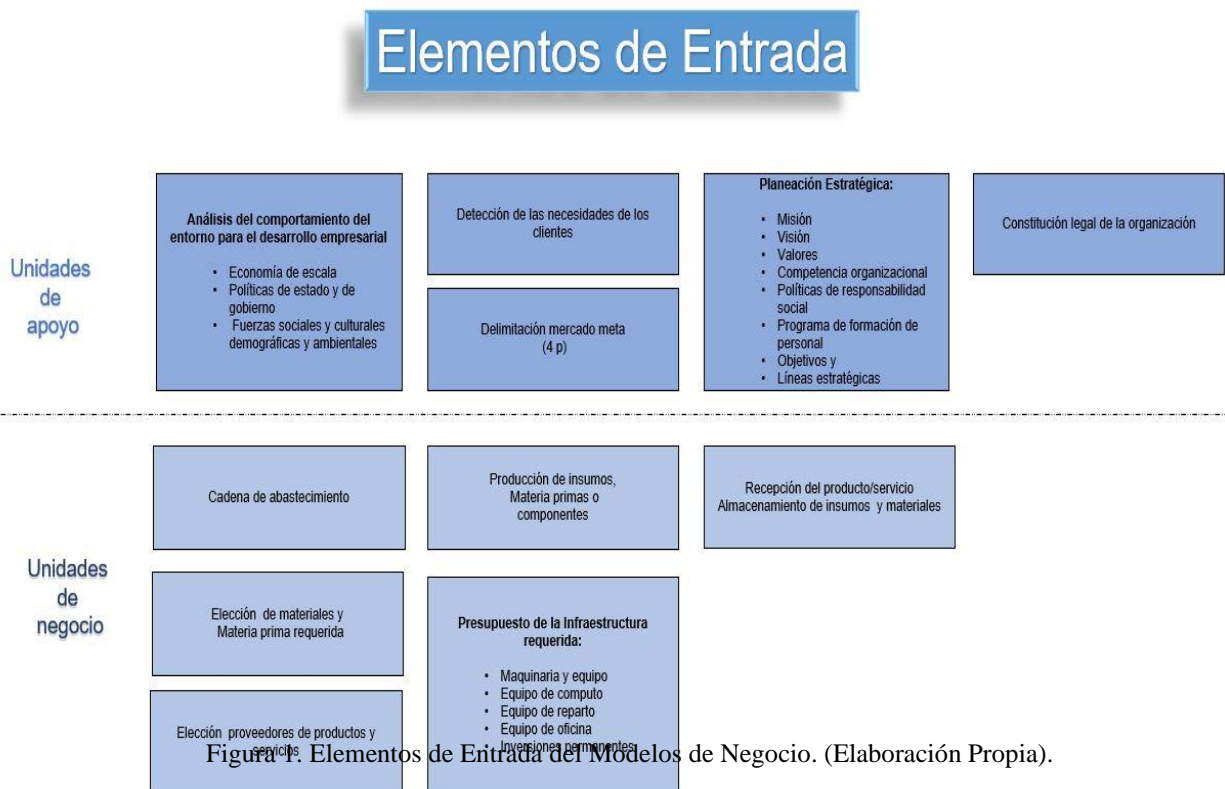 Elementos de Entrada
Unidades
de
apoyo
Análisis del comportamiento del
entorno para el desarrollo empresarial
• Economía de escala
• Políticas de estado y de
gobierno
• Fuerzas sociales y culturales
demográficas y ambientales
Detección de las necesidades de los
clientes
Delimitación mercado meta
(4 p)
Planeación Estratégica:
• Misión
• Visión
• Valores
• Competencia organizacional
• Políticas de responsabilidad
social
• Programa de formación de
personal
• Objetivos y
• Líneas estratégicas
Constitución legal de la organización
Unidades
de
negocio
Cadena de abastecimiento
Elección de materiales y
Materia prima requerida
Elección proveedores de productos y
servicios
Producción de insumos,
Materia primas o
componentes
Presupuesto de la Infraestructura
requerida:
• Maquinaria y equipo
• Equipo de computo
• Equipo de reparto
• Equipo de oficina
• Inversiones permanentes
Recepción del producto/servicio
Almacenamiento de insumos y materiales
Figura 1. Elementos de Entrada del Modelos de Negocio. (Elaboración Propia).